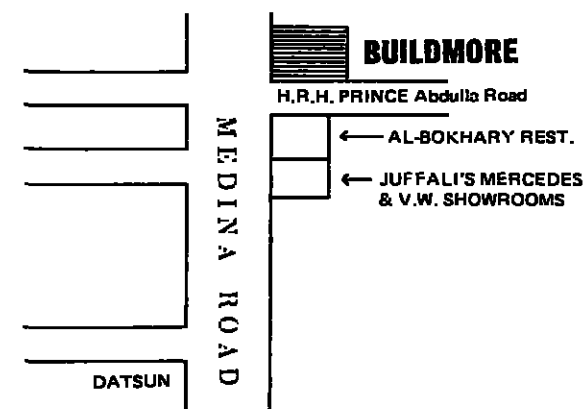 BUILDMORE
H.R.H. PRINCE Abdulla Road
MEDINA ROAD
AL-BOKHARY REST.
JUFFALI'S MERCEDES
& V.W. SHOWROOMS
DATSUN